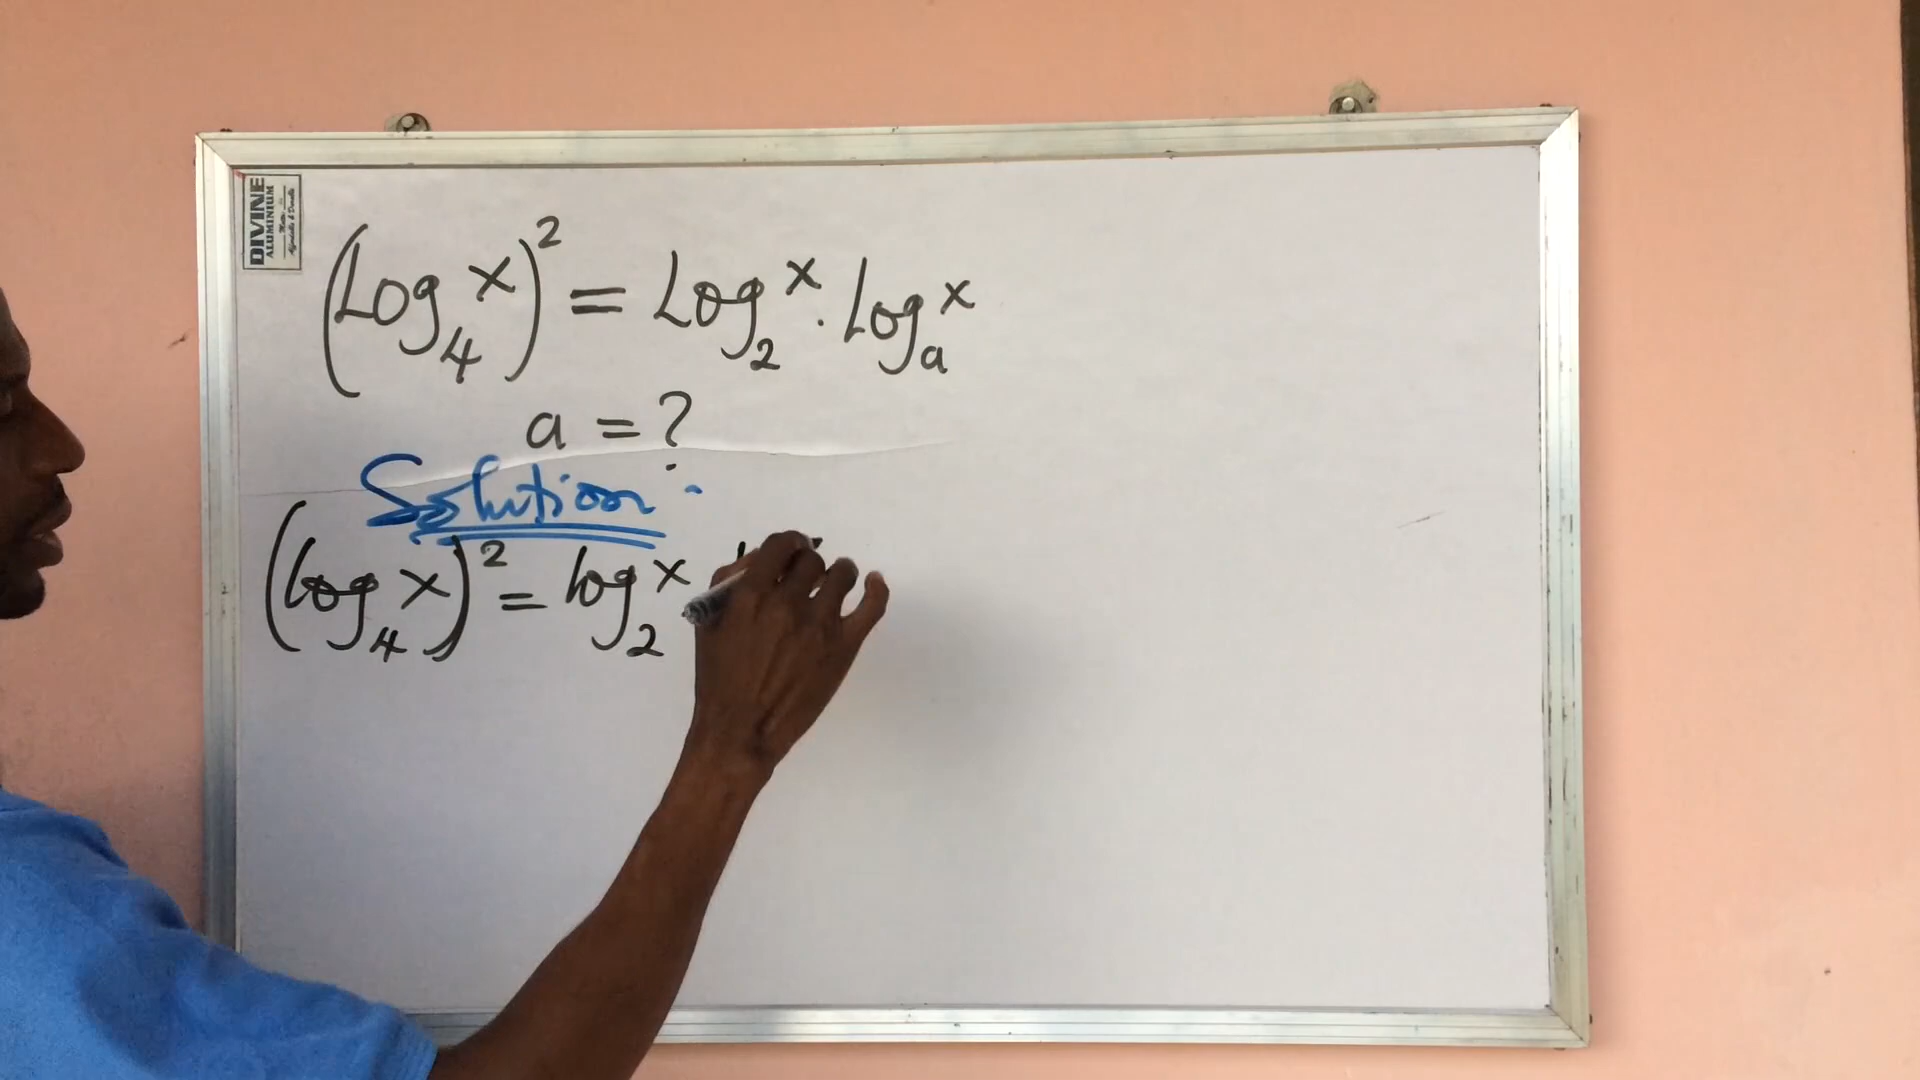 DIVINE
ALUMINIUM
(Log₄x)² = Log₂x . Logₐx
a = ?
Solution:
(log₄x)² = log₂x